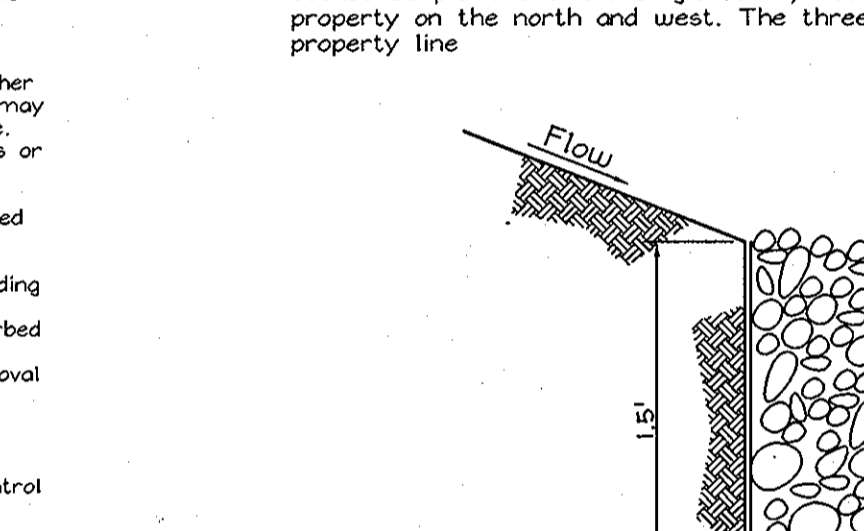 property on the north and west. The three
property line
her
may
e.
s or
ed
ding
rbed
oval
trol
Flow
1.5'